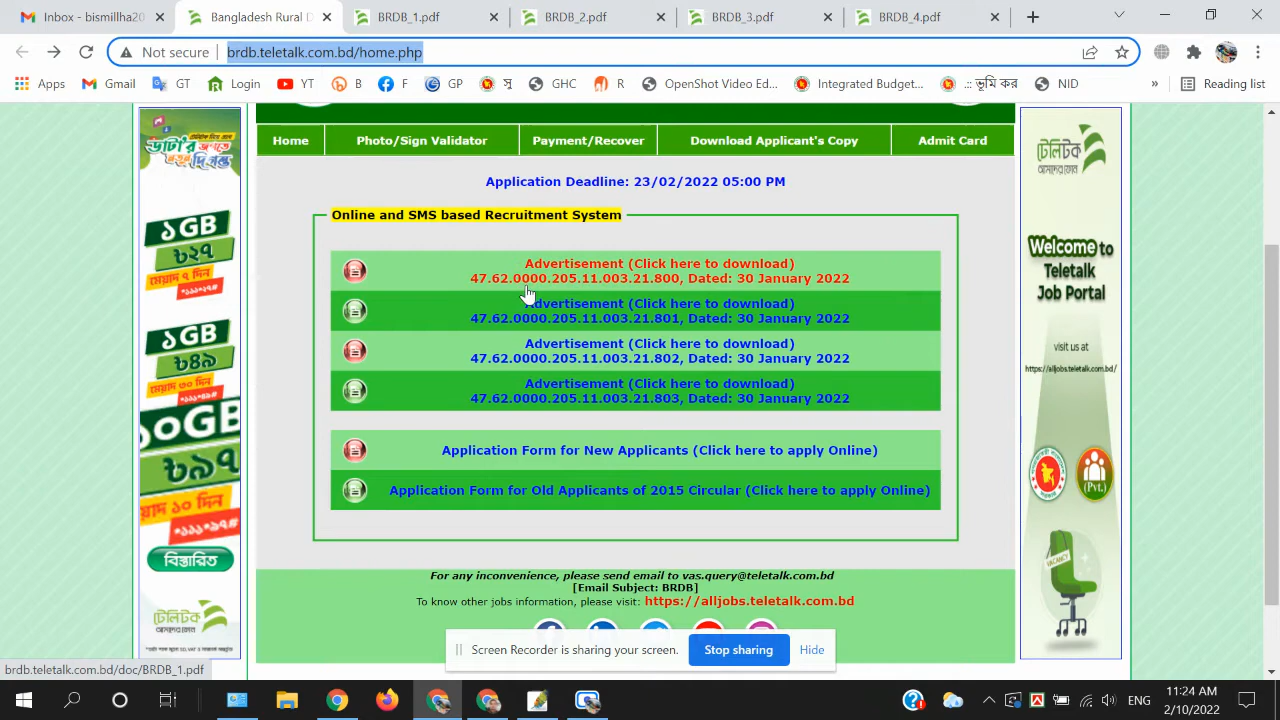 Inbox - bismillha20
Bangladesh Rural D
BRDB_1.pdf
BRDB_2.pdf
BRDB_3.pdf
BRDB_4.pdf
Not secure
brdb.teletalk.com.bd/home.php
Apps
Gmail
GT
Login
YT
B
F
GP
সু
GHC
R
OpenShot Video Ed...
Integrated Budget...
.:: ভূমি কর
NID
»
Reading list
Home
Photo/Sign Validator
Payment/Recover
Download Applicant's Copy
Admit Card
Application Deadline: 23/02/2022 05:00 PM
Online and SMS based Recruitment System
Advertisement (Click here to download)
47.62.0000.205.11.003.21.800, Dated: 30 January 2022
Advertisement (Click here to download)
47.62.0000.205.11.003.21.801, Dated: 30 January 2022
Advertisement (Click here to download)
47.62.0000.205.11.003.21.802, Dated: 30 January 2022
Advertisement (Click here to download)
47.62.0000.205.11.003.21.803, Dated: 30 January 2022
Application Form for New Applicants (Click here to apply Online)
Application Form for Old Applicants of 2015 Circular (Click here to apply Online)
For any inconvenience, please send email to vas.query@teletalk.com.bd
[Email Subject: BRDB]
To know other jobs information, please visit: https://alljobs.teletalk.com.bd
১GB
৳২৭
মেয়াদ ৭ দিন
১GB
৳৪৯
মেয়াদ ৩০ দিন
১০GB
৳৯৭
মেয়াদ ১০ দিন
বিস্তারিত
টেলিটক
টেলিটক
আমাদের ফোন
Welcome to
Teletalk
Job Portal
visit us at
https://alljobs.teletalk.com.bd/
(Pvt.)
VACANCY
Screen Recorder is sharing your screen.
Stop sharing
Hide
brdb.teletalk.com.bd/doc/BRDB_1.pdf
ENG
11:24 AM
2/10/2022